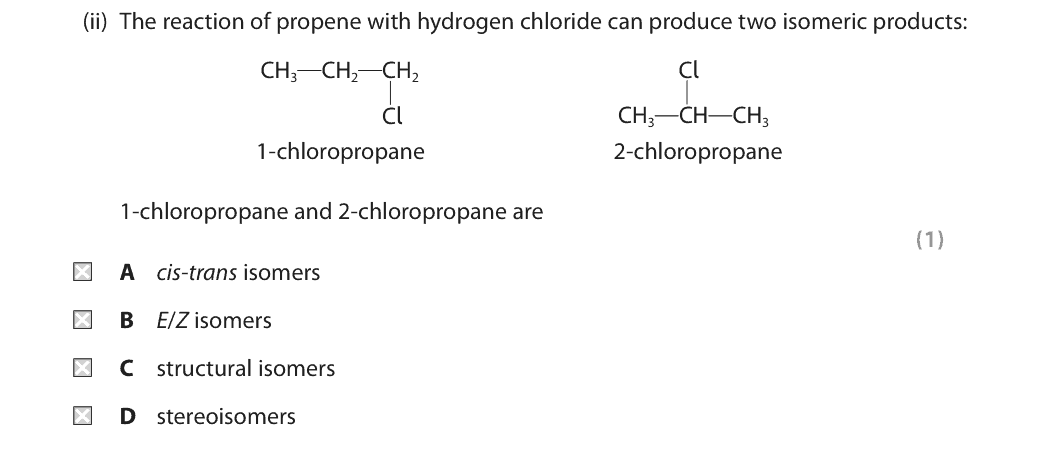 (ii) The reaction of propene with hydrogen chloride can produce two isomeric products:
CH₃—CH₂—CH₂
Cl
1-chloropropane
Cl
CH₃—CH—CH₃
2-chloropropane
1-chloropropane and 2-chloropropane are
(1)
A cis-trans isomers
B E/Z isomers
C structural isomers
D stereoisomers